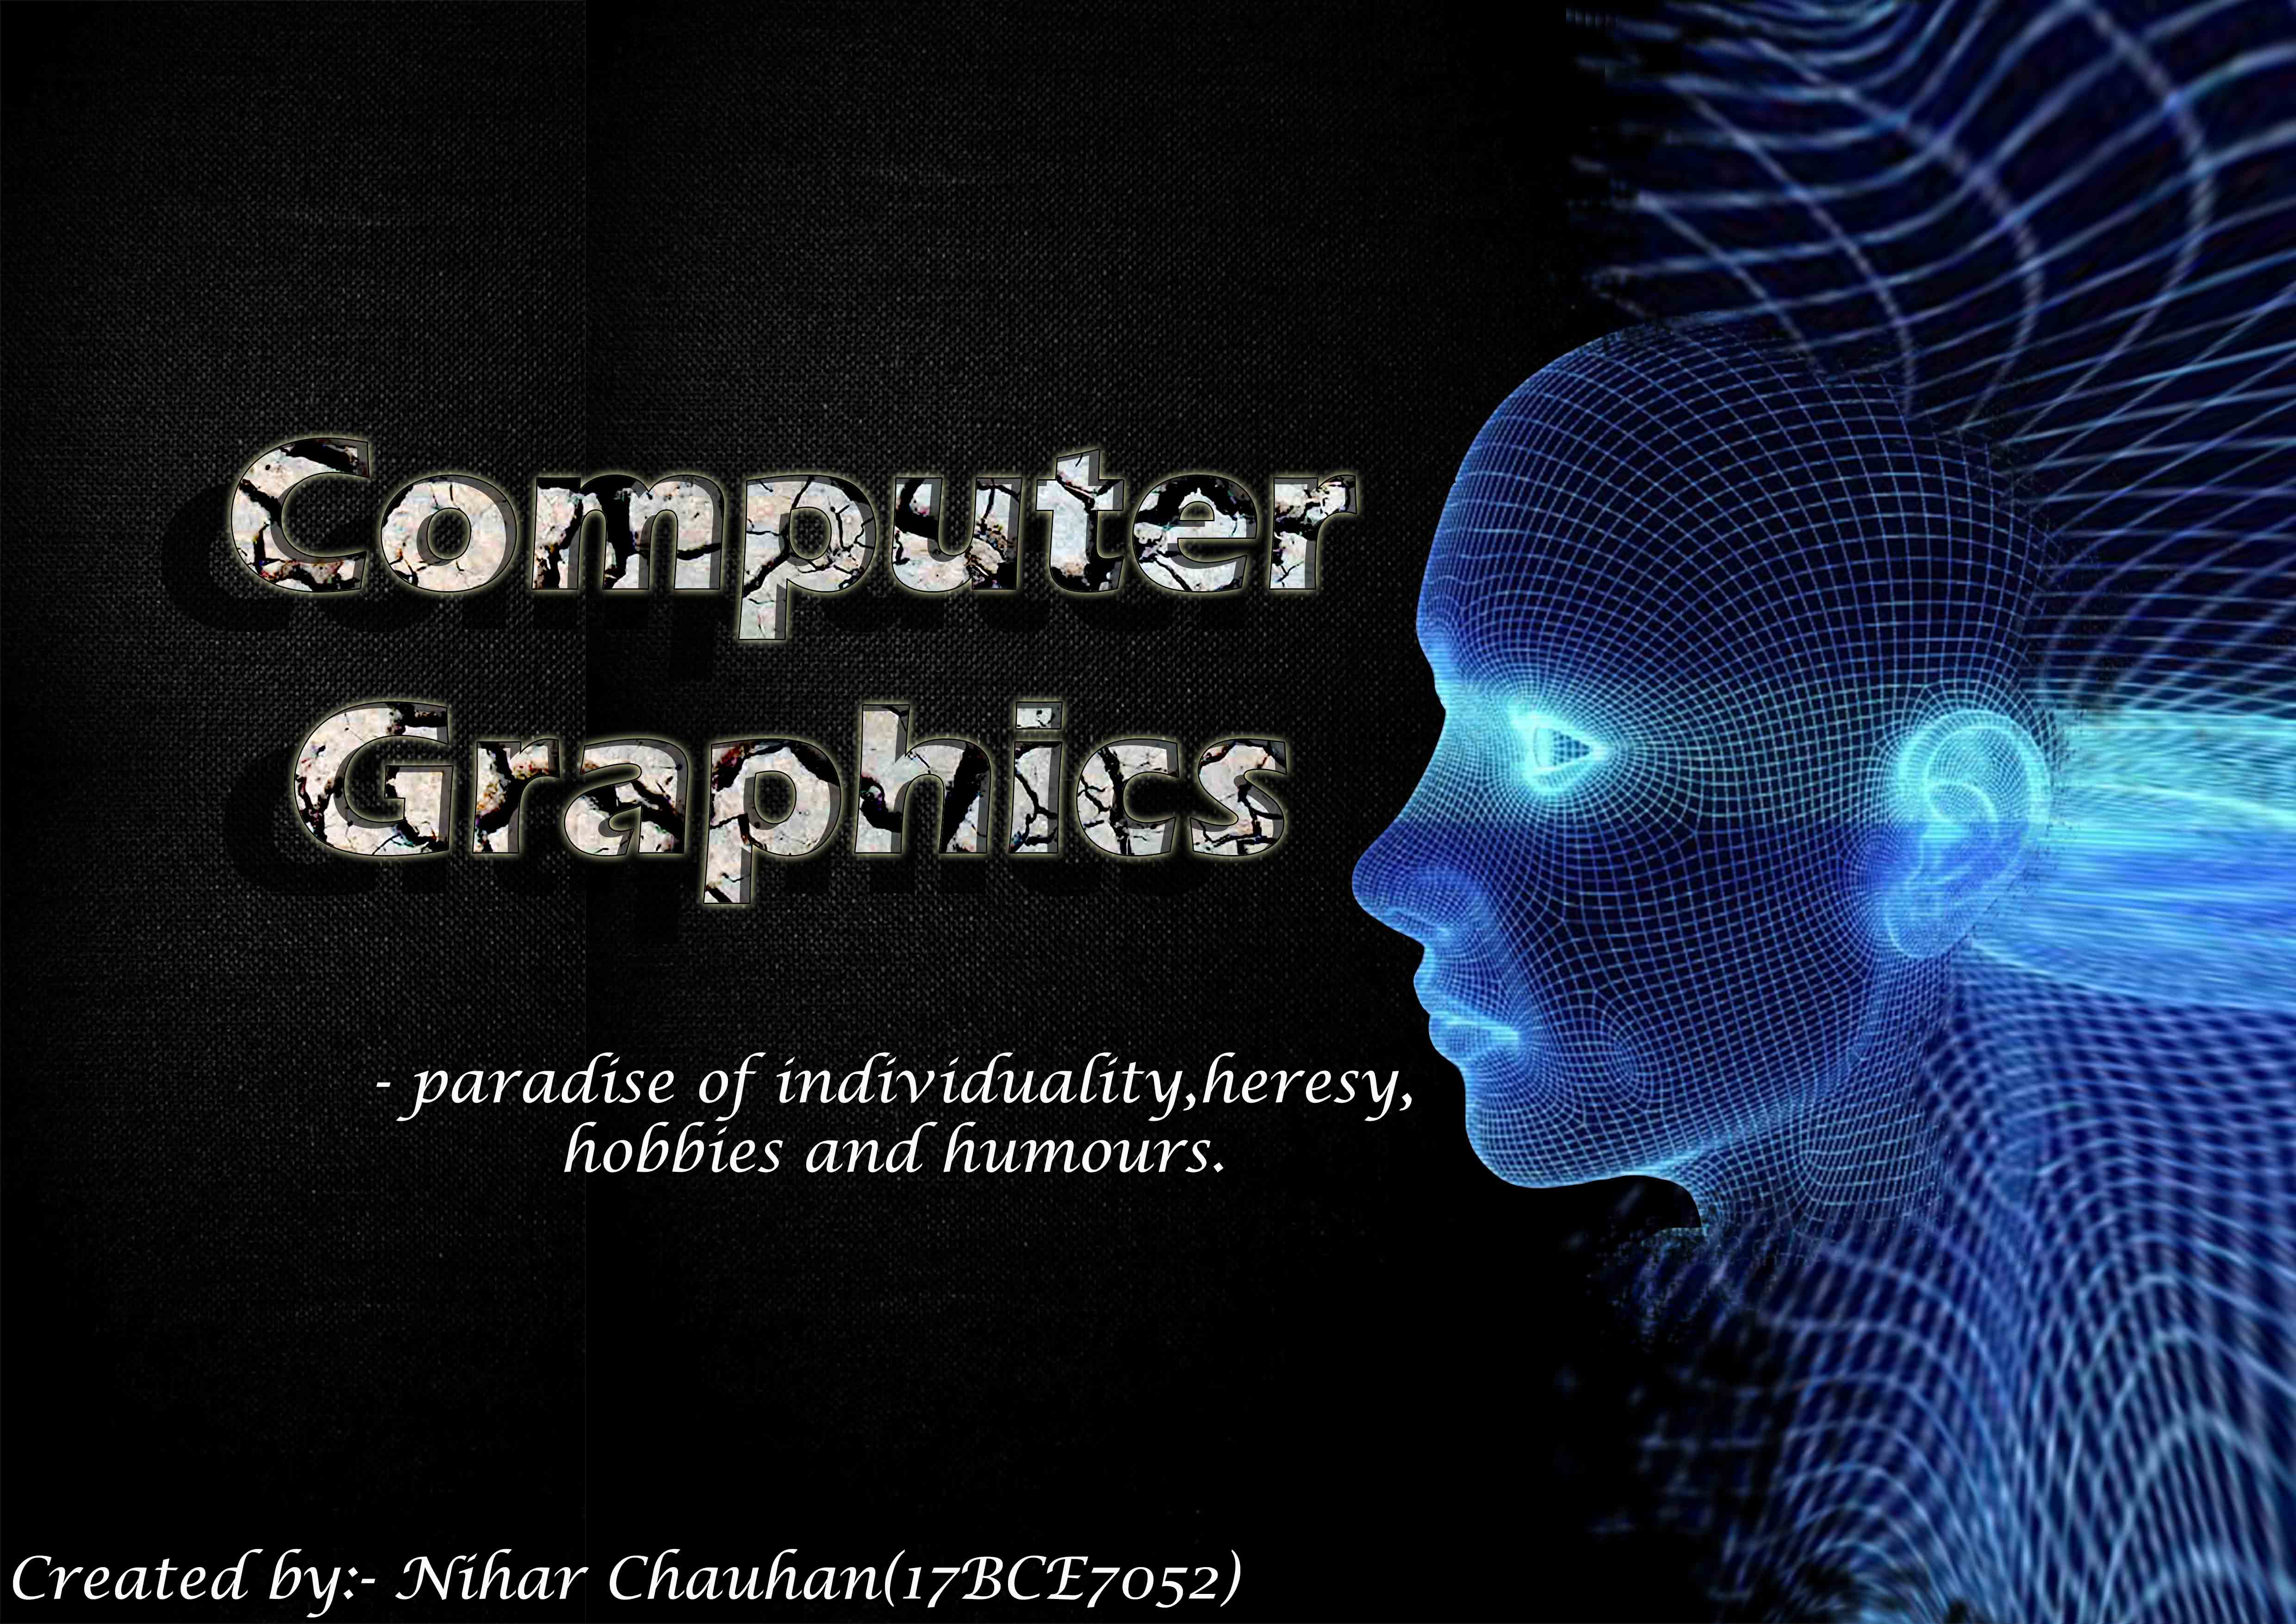 Computer
Graphics
- paradise of individuality,heresy,
hobbies and humours.
Created by:- Nihar Chauhan(17BCE7052)